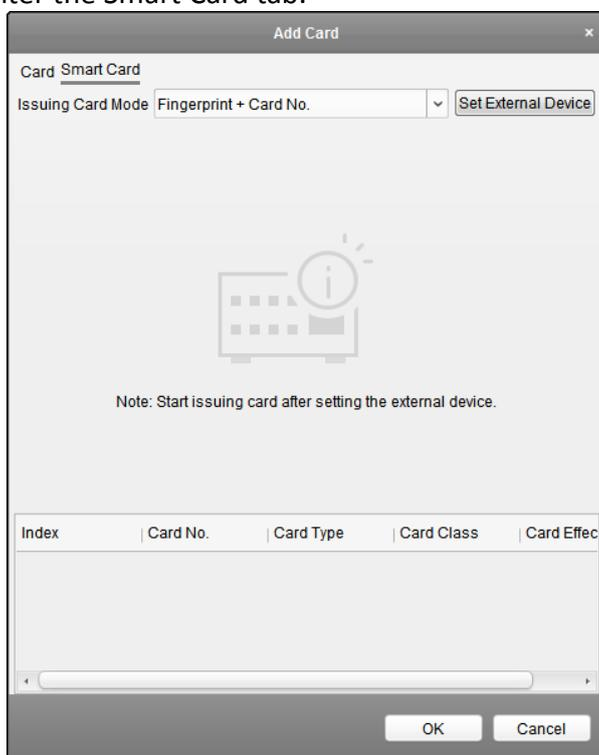 ter the Smart Card tab.
Add Card ×
Card Smart Card
Issuing Card Mode Fingerprint + Card No. Set External Device
Note: Start issuing card after setting the external device.
Index Card No. Card Type Card Class Card Effec
OK Cancel